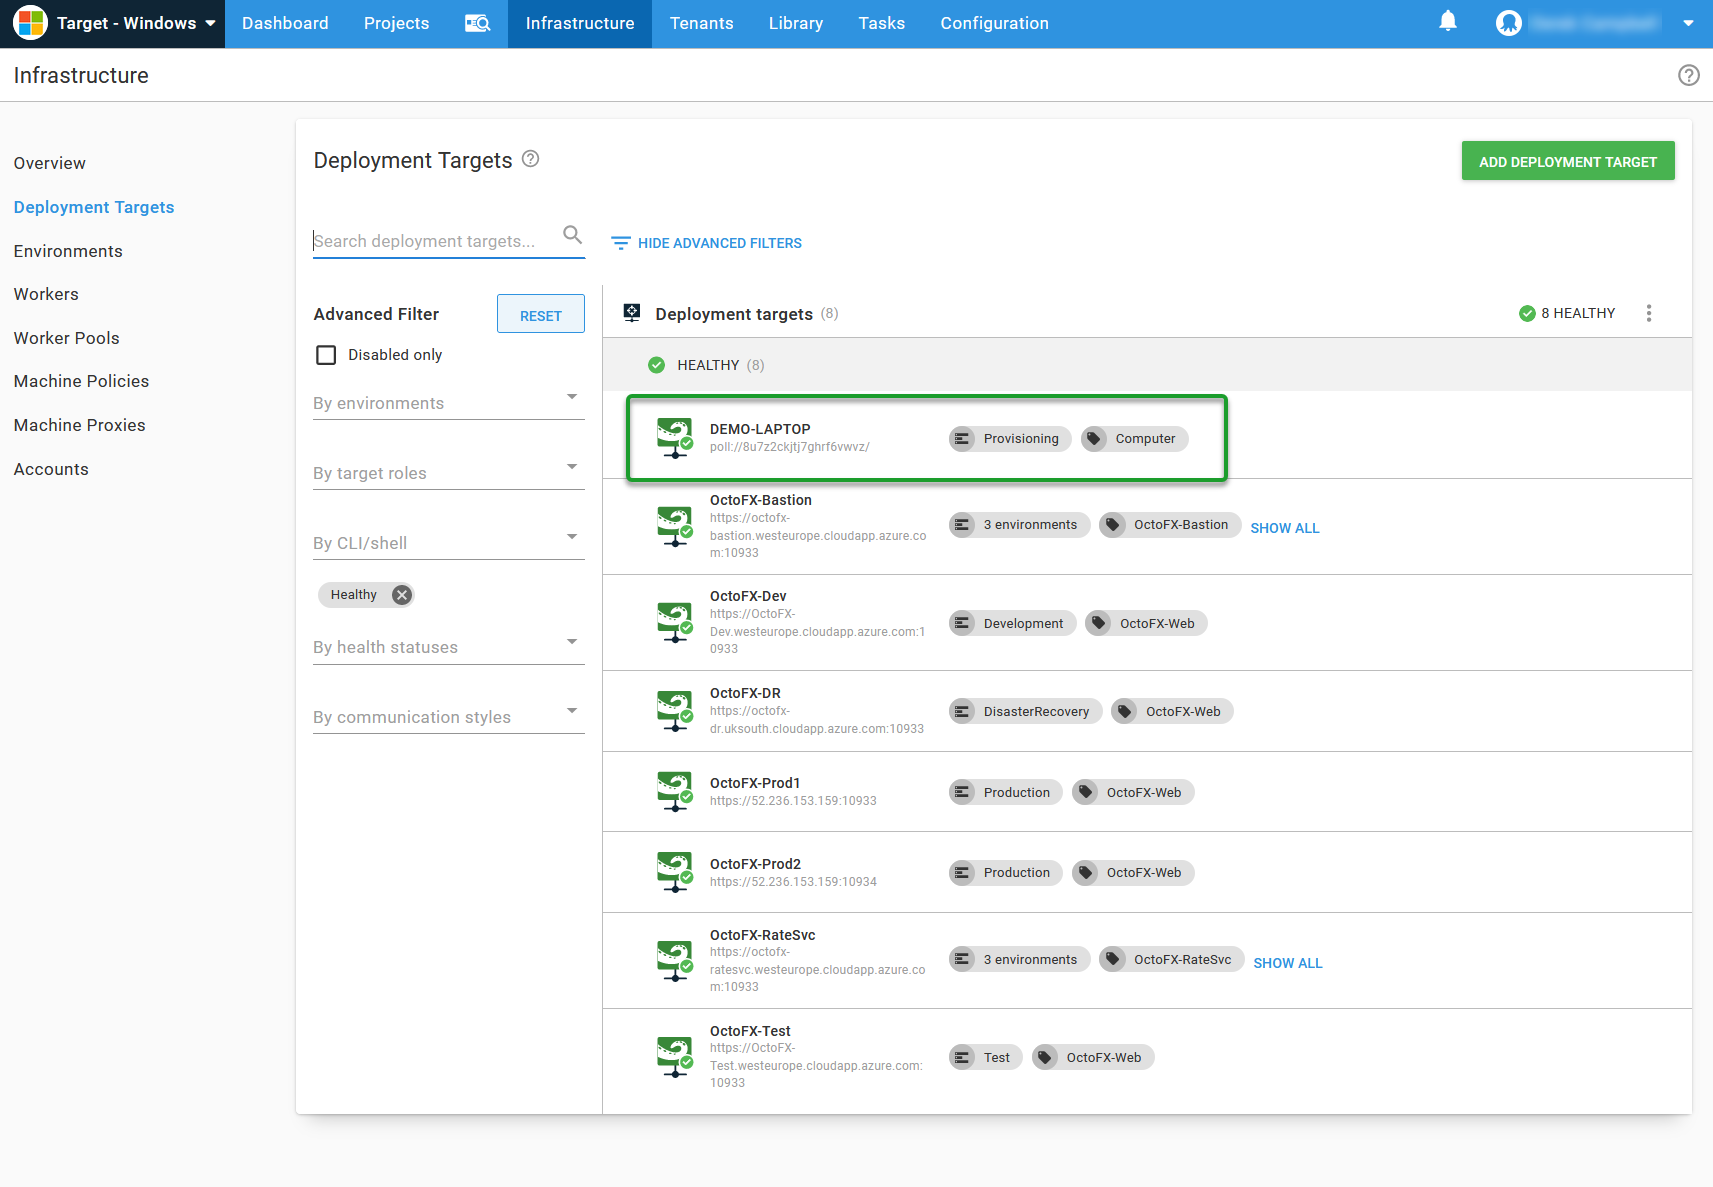 Target - Windows Dashboard Projects Infrastructure Tenants Library Tasks Configuration
Infrastructure
Overview
Deployment Targets
Environments
Workers
Worker Pools
Machine Policies
Machine Proxies
Accounts
Deployment Targets
ADD DEPLOYMENT TARGET
Search deployment targets...
HIDE ADVANCED FILTERS
Advanced Filter
RESET
Disabled only
By environments
By target roles
By CLI/shell
Healthy
By health statuses
By communication styles
Deployment targets (8)
8 HEALTHY
HEALTHY (8)
DEMO-LAPTOP
poll://8u7z2ckjtj7ghrf6vwvz/
Provisioning Computer
OctoFX-Bastion
https://octofx-
bastion.westeurope.cloudapp.azure.co
m:10933
3 environments OctoFX-Bastion SHOW ALL
OctoFX-Dev
https://OctoFX-
Dev.westeurope.cloudapp.azure.com:1
0933
Development OctoFX-Web
OctoFX-DR
https://octofx-
dr.uksouth.cloudapp.azure.com:10933
DisasterRecovery OctoFX-Web
OctoFX-Prod1
https://52.236.153.159:10933
Production OctoFX-Web
OctoFX-Prod2
https://52.236.153.159:10934
Production OctoFX-Web
OctoFX-RateSvc
https://octofx-
ratesvc.westeurope.cloudapp.azure.co
m:10933
3 environments OctoFX-RateSvc SHOW ALL
OctoFX-Test
https://OctoFX-
Test.westeurope.cloudapp.azure.com:
10933
Test OctoFX-Web